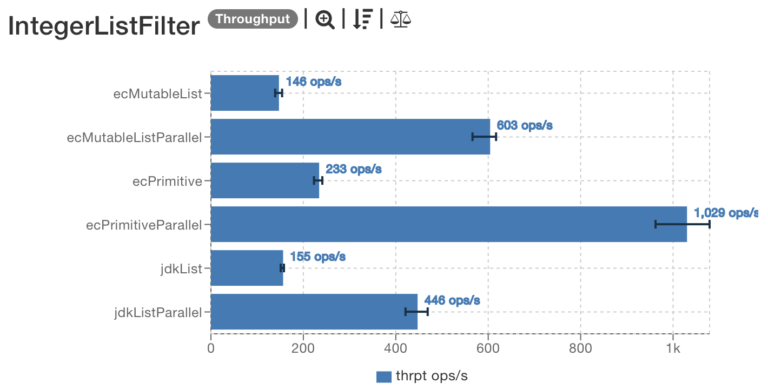 IntegerListFilter Throughput
ecMutableList 146 ops/s
ecMutableListParallel 603 ops/s
ecPrimitive 233 ops/s
ecPrimitiveParallel 1,029 ops/s
jdkList 155 ops/s
jdkListParallel 446 ops/s
0 200 400 600 800 1k
thrpt ops/s